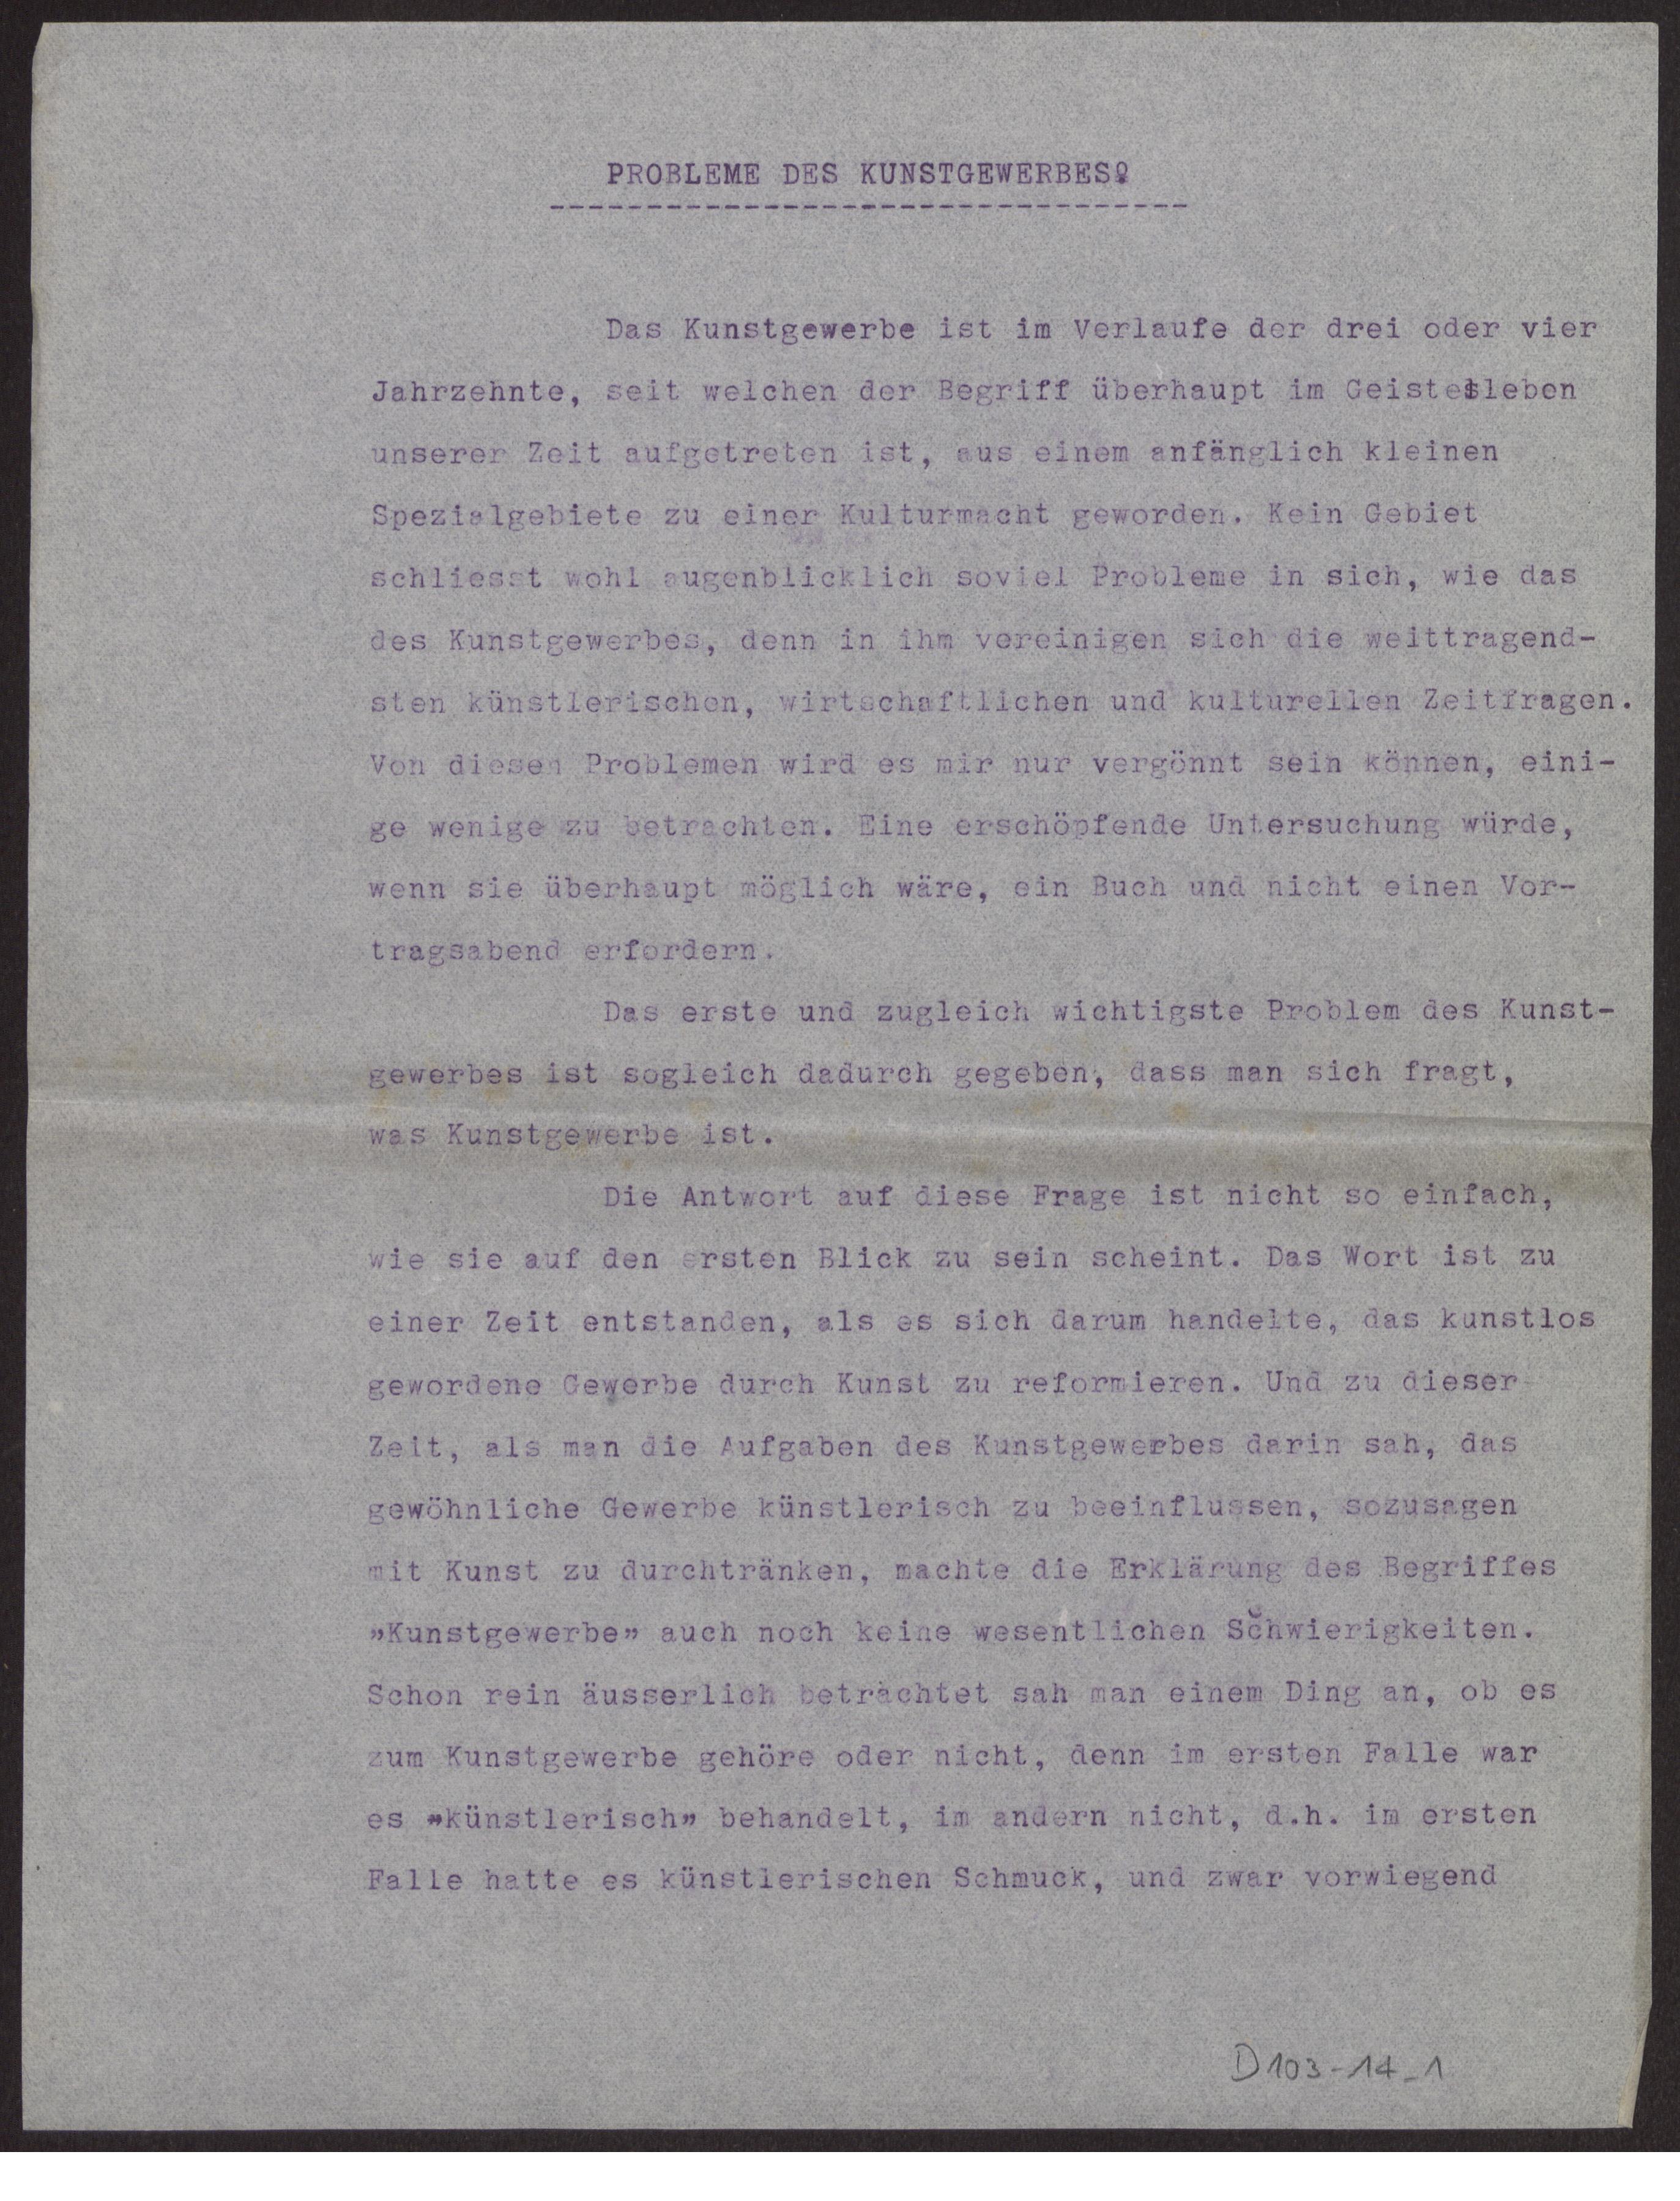 PROBLEME DES KUNSTGEWERBES
Das Kunstgewerbe ist im Verlaufe der drei oder vier
Jahrzehnte, seit welchen der Begriff überhaupt im Geistesleben
unserer Zeit aufgetreten ist, aus einem anfänglich kleinen
Spezialgebiete zu einer Kulturmacht geworden. Kein Gebiet
schliesst wohl augenblicklich soviel Probleme in sich, wie das
des Kunstgewerbes, denn in ihm vereinigen sich die weittragend-
sten künstlerischen, wirtschaftlichen und kulturellen Zeitfragen.
Von diesen Problemen wird es mir nur vergönnt sein können, eini-
ge wenige zu betrachten. Eine erschöpfende Untersuchung würde,
wenn sie überhaupt möglich wäre, ein Buch und nicht einen Vor-
tragsabend erfordern.
Das erste und zugleich wichtigste Problem des Kunst-
gewerbes ist sogleich dadurch gegeben, dass man sich fragt,
was Kunstgewerbe ist.
Die Antwort auf diese Frage ist nicht so einfach,
wie sie auf den ersten Blick zu sein scheint. Das Wort ist zu
einer Zeit entstanden, als es sich darum handelte, das kunstlos
gewordene Gewerbe durch Kunst zu reformieren. Und zu dieser
Zeit, als man die Aufgaben des Kunstgewerbes darin sah, das
gewöhnliche Gewerbe künstlerisch zu beeinflussen, sozusagen
mit Kunst zu durchtränken, machte die Erklärung des Begriffes
"Kunstgewerbe" auch noch keine wesentlichen Schwierigkeiten.
Schon rein äusserlich betrachtet sah man einem Ding an, ob es
zum Kunstgewerbe gehöre oder nicht, denn im ersten Falle war
es "künstlerisch" behandelt, im andern nicht, d.h. im ersten
Falle hatte es künstlerischen Schmuck, und zwar vorwiegend
D103-14_1